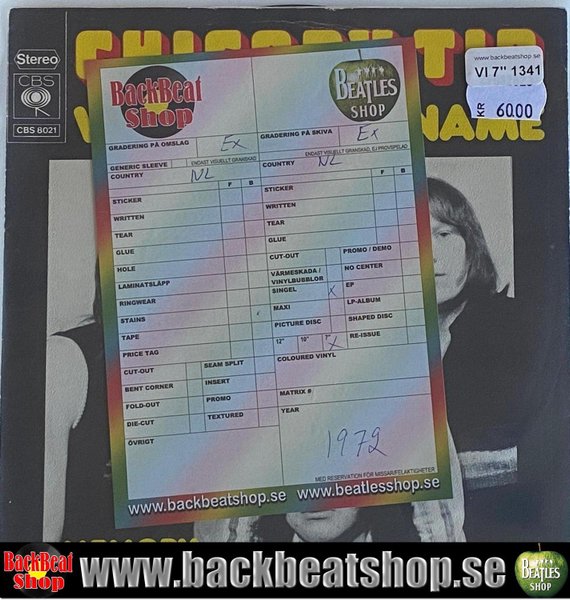 Stereo
CBS
CBS 8021
CHICORY TIP
NAME
www.backbeatshop.se
VI 7" 1341
KR 60.00
BackBeat
Shop
BEATLES
SHOP
GRADERING PÅ OMSLAG Ex
GRADERING PÅ SKIVA Ex
GENERIC SLEEVE
ENDAST VISUELLT GRANSKAD
ENDAST VISUELLT GRANSKAD, EJ PROVSPELAD
COUNTRY NL
COUNTRY NL
F B
F B
STICKER
WRITTEN
TEAR
GLUE
HOLE
LAMINATSLÄPP
RINGWEAR
STAINS
TAPE
PRICE TAG
CUT-OUT
SEAM SPLIT
BENT CORNER
INSERT
FOLD-OUT
PROMO
DIE-CUT
TEXTURED
ÖVRIGT
STICKER
WRITTEN
TEAR
GLUE
CUT-OUT
PROMO / DEMO
VÄRMESKADA /
VINYLBUBBLOR
NO CENTER
SINGEL x
EP
MAXI
LP-ALBUM
PICTURE DISC
SHAPED DISC
12" 10" 7" x
RE-ISSUE
COLOURED VINYL
MATRIX #
YEAR
1972
MED RESERVATION FÖR MISSAR/FELAKTIGHETER
www.backbeatshop.se www.beatlesshop.se
BackBeat
Shop
www.backbeatshop.se
BEATLES
SHOP